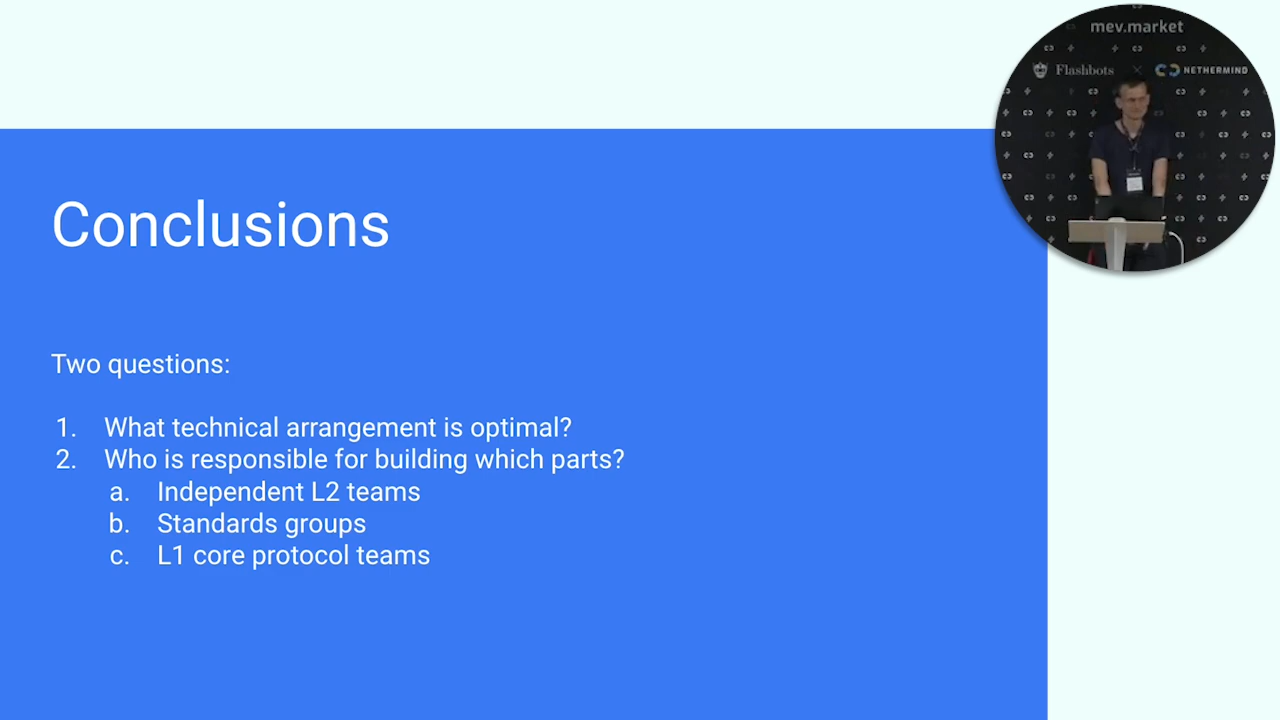 mev.market
Flashbots × NETHERMIND
Conclusions
Two questions:
1. What technical arrangement is optimal?
2. Who is responsible for building which parts?
a. Independent L2 teams
b. Standards groups
c. L1 core protocol teams